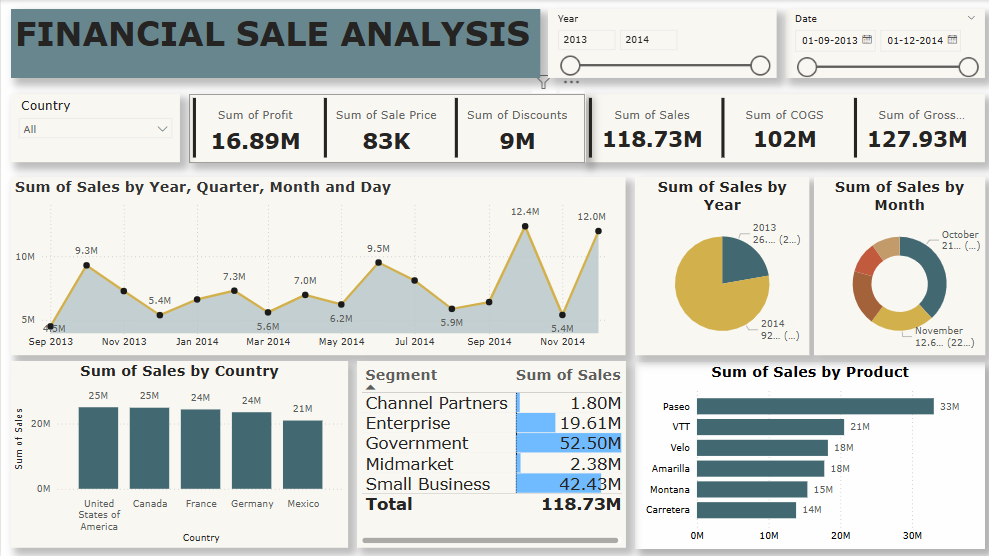 FINANCIAL SALE ANALYSIS
Year
2013 2014
Date
01-09-2013 01-12-2014
Country
All
Sum of Profit
16.89M
Sum of Sale Price
83K
Sum of Discounts
9M
Sum of Sales
118.73M
Sum of COGS
102M
Sum of Gross...
127.93M
Sum of Sales by Year, Quarter, Month and Day
12.4M
12.0M
9.3M
9.5M
10M
7.3M
7.0M
5.4M
6.2M
5M
4.5M
5.6M
5.9M
5.4M
Sep 2013 Nov 2013 Jan 2014 Mar 2014 May 2014 Jul 2014 Sep 2014 Nov 2014
Sum of Sales by
Year
2013
26.... (2...)
2014
92... (...)
Sum of Sales by
Month
October
21... (...)
November
12.6... (22...)
Sum of Sales by Country
25M 25M 24M 24M 21M
Sum of Sales
20M
0M
United
States of
America
Canada
France
Germany
Mexico
Country
Segment Sum of Sales
Channel Partners 1.80M
Enterprise 19.61M
Government 52.50M
Midmarket 2.38M
Small Business 42.43M
Total 118.73M
Sum of Sales by Product
Paseo 33M
VTT 21M
Velo 18M
Amarilla 18M
Montana 15M
Carretera 14M
0M 10M 20M 30M